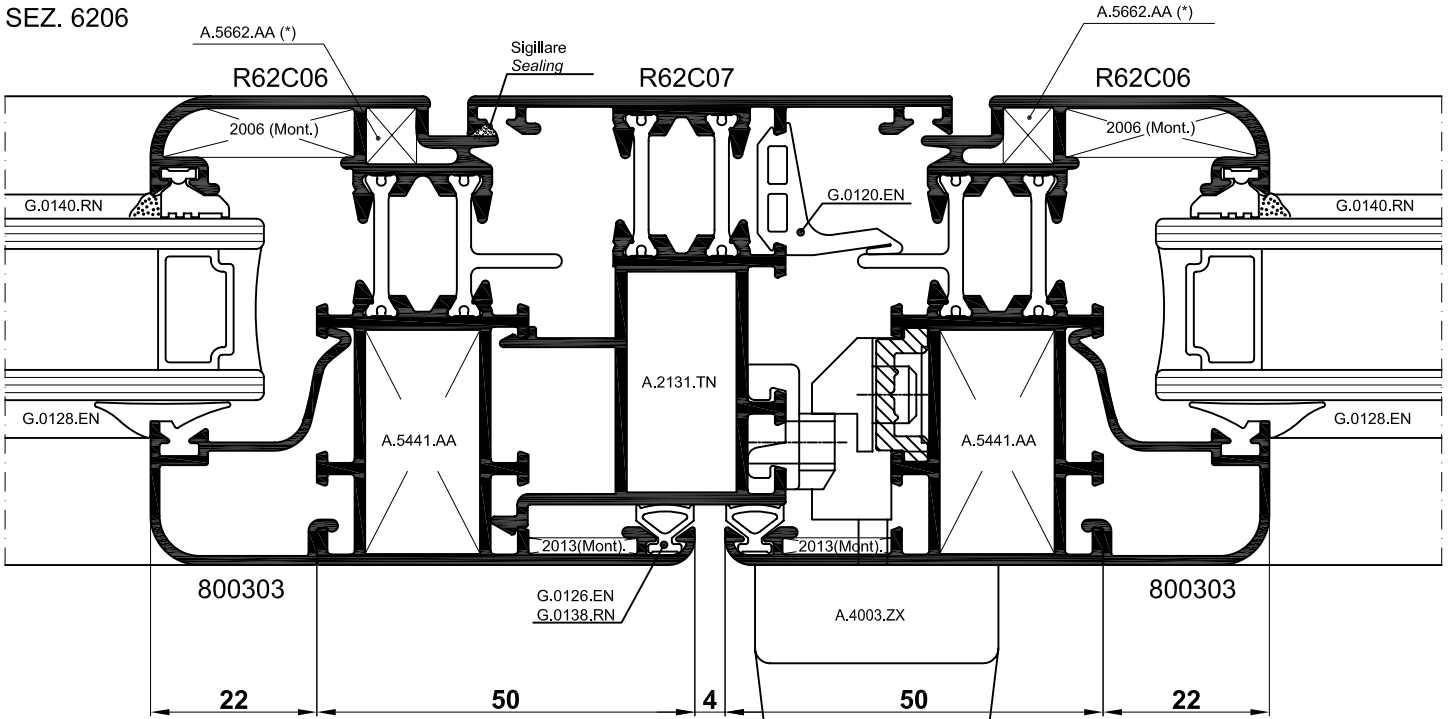 SEZ. 6206
A.5662.AA (*)
A.5662.AA (*)
Sigillare
Sealing
R62C06
R62C07
R62C06
2006 (Mont.)
2006 (Mont.)
G.0140.RN
G.0120.EN
G.0140.RN
A.2131.TN
G.0128.EN
G.0128.EN
A.5441.AA
A.5441.AA
2013(Mont).
2013(Mont).
800303
800303
G.0126.EN
G.0138.RN
A.4003.ZX
22
50
4
50
22